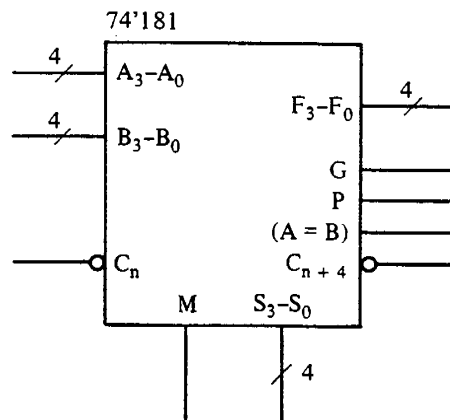 74'181
4
A₃–A₀
4
F₃–F₀
4
B₃–B₀
G
P
(A = B)
Cₙ
Cₙ ₊ ₄
M
S₃–S₀
4